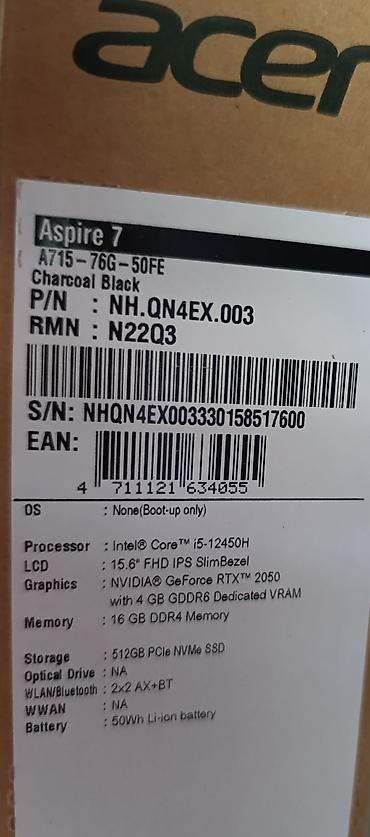 acer
Aspire 7
A715-76G-50FE
Charcoal Black
P/N : NH.QN4EX.003
RMN : N22Q3
S/N: NHQN4EX003330158517600
EAN:
4 711121 634055
OS : None(Boot-up only)
Processor : Intel® Core™ i5-12450H
LCD : 15.6" FHD IPS SlimBezel
Graphics : NVIDIA® GeForce RTX™ 2050
with 4 GB GDDR6 Dedicated VRAM
Memory : 16 GB DDR4 Memory
Storage : 512GB PCIe NVMe SSD
Optical Drive : NA
WLAN/Bluetooth : 2x2 AX+BT
WWAN : NA
Battery : 50Wh Li-ion battery